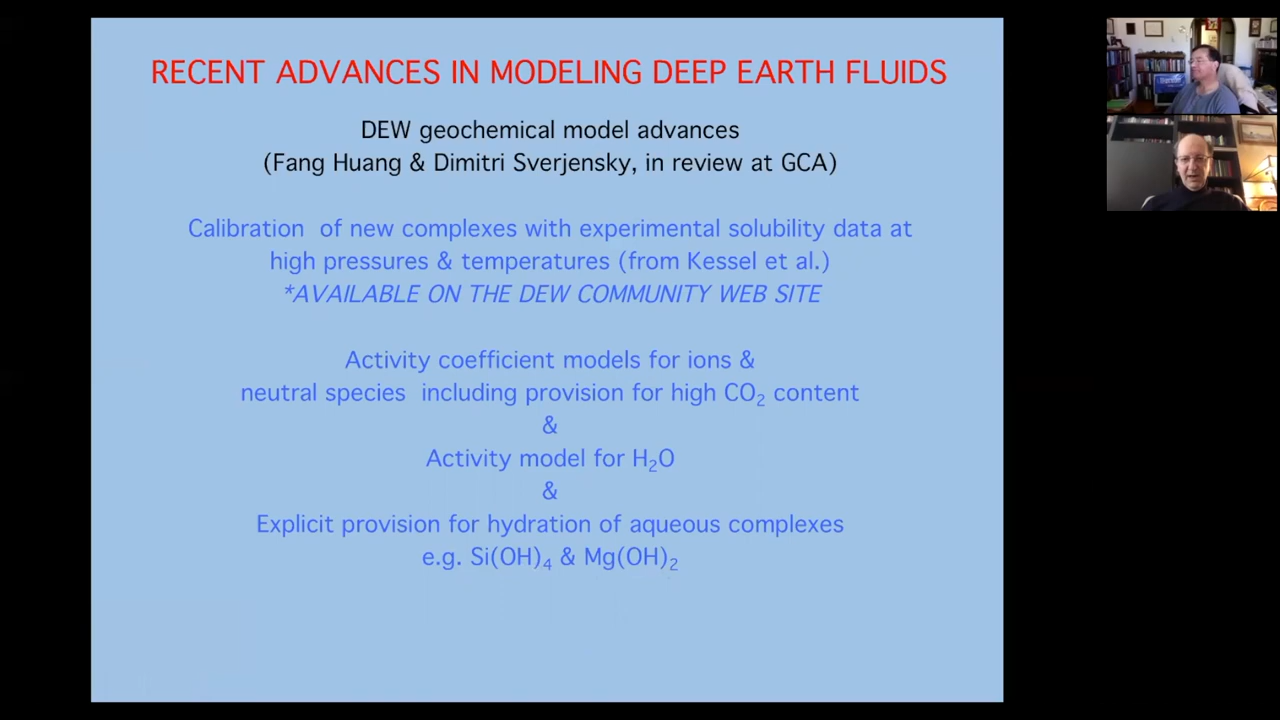 RECENT ADVANCES IN MODELING DEEP EARTH FLUIDS
DEW geochemical model advances
(Fang Huang & Dimitri Sverjensky, in review at GCA)
Calibration of new complexes with experimental solubility data at
high pressures & temperatures (from Kessel et al.)
*AVAILABLE ON THE DEW COMMUNITY WEB SITE
Activity coefficient models for ions &
neutral species including provision for high CO₂ content
&
Activity model for H₂O
&
Explicit provision for hydration of aqueous complexes
e.g. Si(OH)₄ & Mg(OH)₂